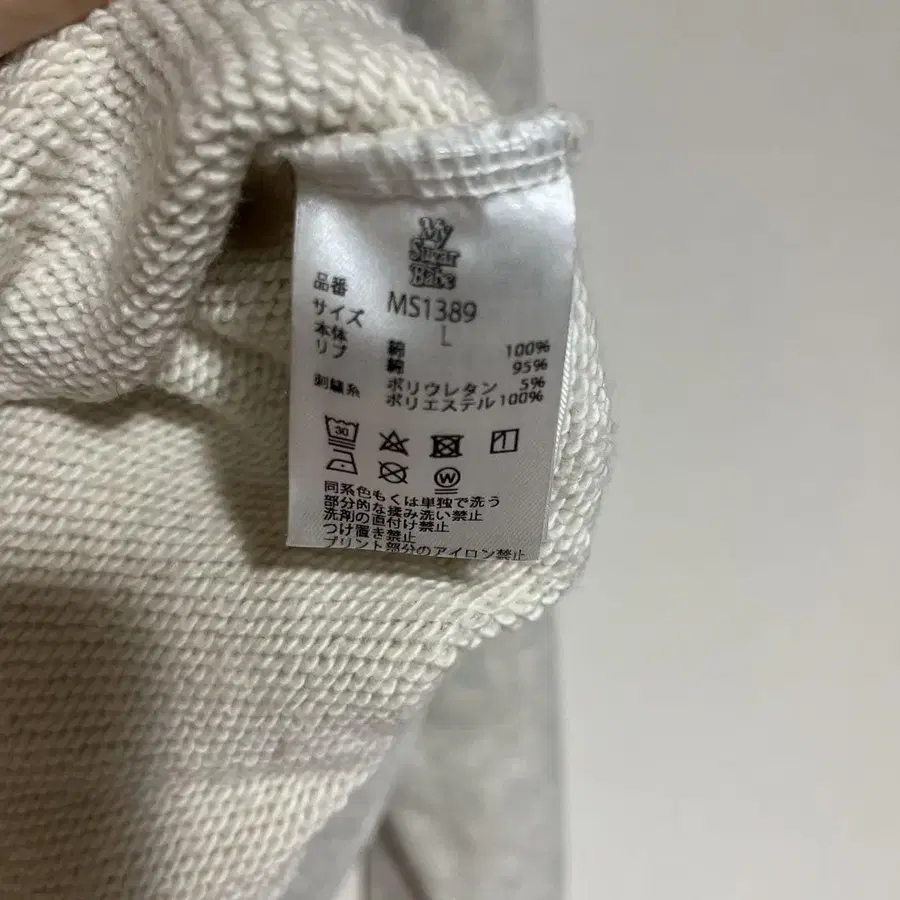 My
Sugar
Babe
品番 MS1389
サイズ L
本体 綿 100%
リブ 綿 95%
ポリウレタン 5%
刺繍糸 ポリエステル 100%
30
W
同系色もくは単独で洗う
部分的な揉み洗い禁止
洗剤の直付け禁止
つけ置き禁止
プリント部分のアイロン禁止